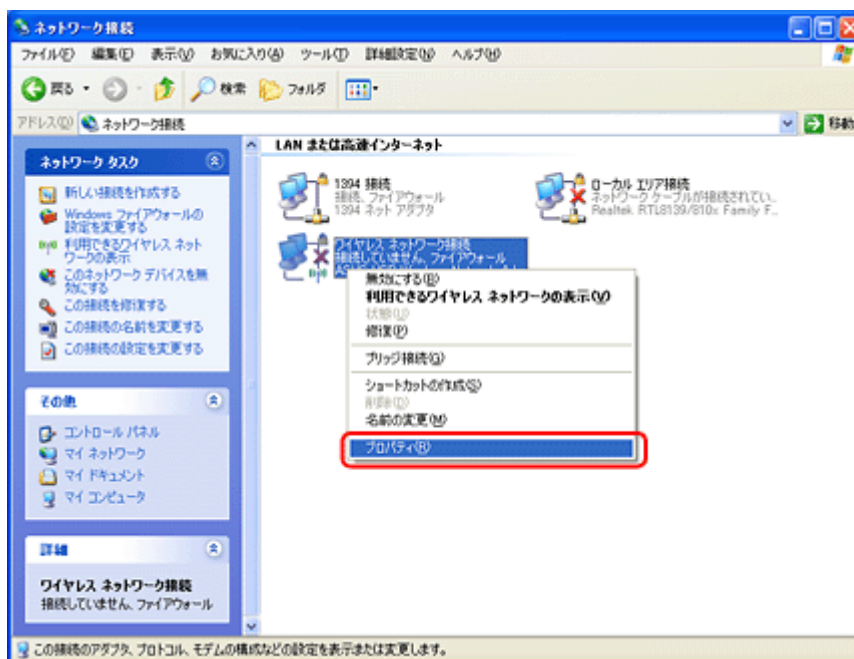 ネットワーク接続
ファイル(F) 編集(E) 表示(V) お気に入り(A) ツール(T) 詳細設定(N) ヘルプ(H)
戻る 検索 フォルダ
アドレス(D) ネットワーク接続 移動
LAN または高速インターネット
ネットワーク タスク
新しい接続を作成する
Windows ファイアウォールの
設定を変更する
利用できるワイヤレス ネット
ワークの表示
このネットワーク デバイスを無
効にする
この接続を修復する
この接続の名前を変更する
この接続の設定を変更する
その他
コントロール パネル
マイ ネットワーク
マイ ドキュメント
マイ コンピュータ
詳細
ワイヤレス ネットワーク接続
接続していません、ファイアウォール
1394 接続
接続、ファイアウォール
1394 ネット アダプタ
ローカル エリア接続
ネットワーク ケーブルが接続されてい...
Realtek RTL8139/810x Family F...
ワイヤレス ネットワーク接続
接続していません、ファイアウォール
無効にする(B)
利用できるワイヤレス ネットワークの表示(V)
状態(U)
修復(P)
ブリッジ接続(G)
ショートカットの作成(S)
削除(D)
名前の変更(M)
プロパティ(R)
この接続のアダプタ、プロトコル、モデムの構成などの設定を表示または変更します。